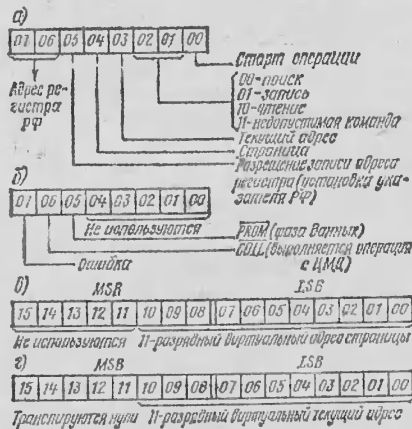 а)
07 06 05 04 03 02 01 00
Старт операции
00-поиск
01-запись
10-чтение
11-недопустимая команда
Адрес ре-
гистра
РФ
Текущий адрес
Страница
Разрешение записи адреса
регистра (установка ука-
зателя РФ)
б)
07 06 05 04 03 02 01 00
Не используются
PROM (фаза данных)
(выполняется операция
с ЦМД)
Ошибка
в) MSB LSB
15 14 13 12 11 10 09 08 07 06 05 04 03 02 01 00
Не используются 11-разрядный виртуальный адрес страницы
г) MSB LSB
15 14 13 12 11 10 09 08 07 06 05 04 03 02 01 00
нули 11-разрядный виртуальный текущий адрес